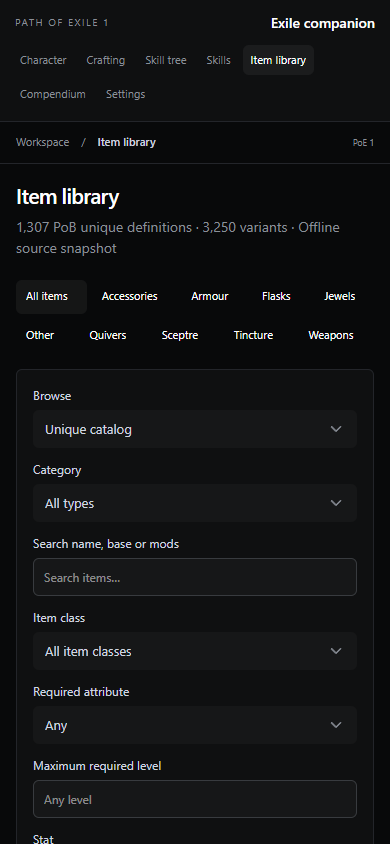 PATH OF EXILE 1
Exile companion
Character Crafting Skill tree Skills Item library
Compendium Settings
Workspace / Item library PoE 1
Item library
1,307 PoB unique definitions · 3,250 variants · Offline
source snapshot
All items Accessories Armour Flasks Jewels
Other Quivers Sceptre Tincture Weapons
Browse
Unique catalog
Category
All types
Search name, base or mods
Search items...
Item class
All item classes
Required attribute
Any
Maximum required level
Any level
Stat